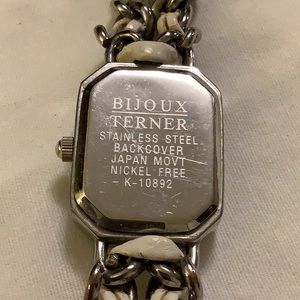 BIJOUX
TERNER
STAINLESS STEEL
BACKCOVER
JAPAN MOVT
NICKEL FREE
K-10892